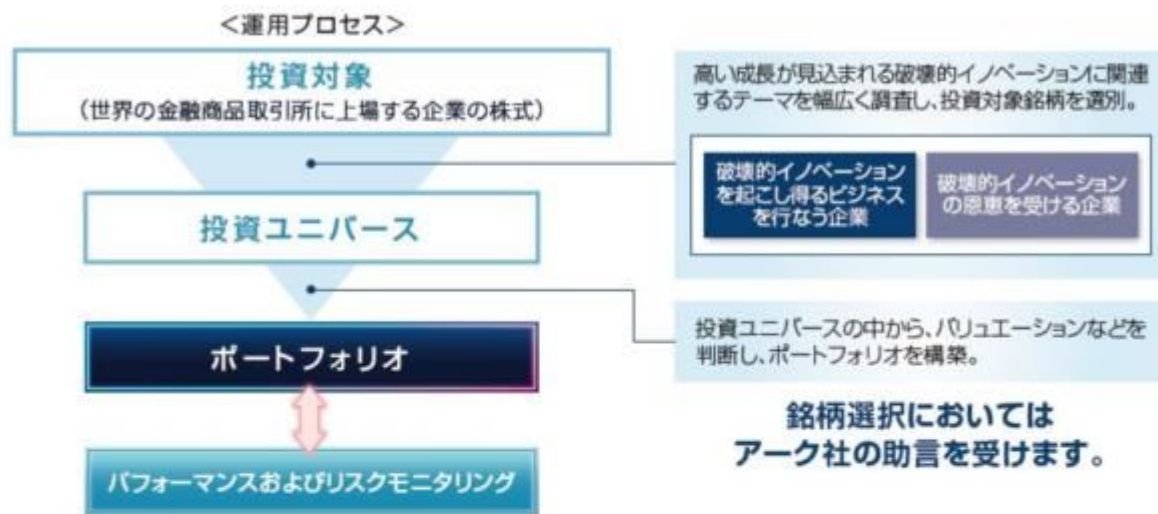 ＜運用プロセス＞
投資対象
（世界の金融商品取引所に上場する企業の株式）
投資ユニバース
ポートフォリオ
パフォーマンスおよびリスクモニタリング
高い成長が見込まれる破壊的イノベーションに関連
するテーマを幅広く調査し、投資対象銘柄を選別。
破壊的イノベーション
を起こし得るビジネス
を行なう企業
破壊的イノベーション
の恩恵を受ける企業
投資ユニバースの中から、バリュエーションなどを
判断し、ポートフォリオを構築。
銘柄選択においては
アーク社の助言を受けます。